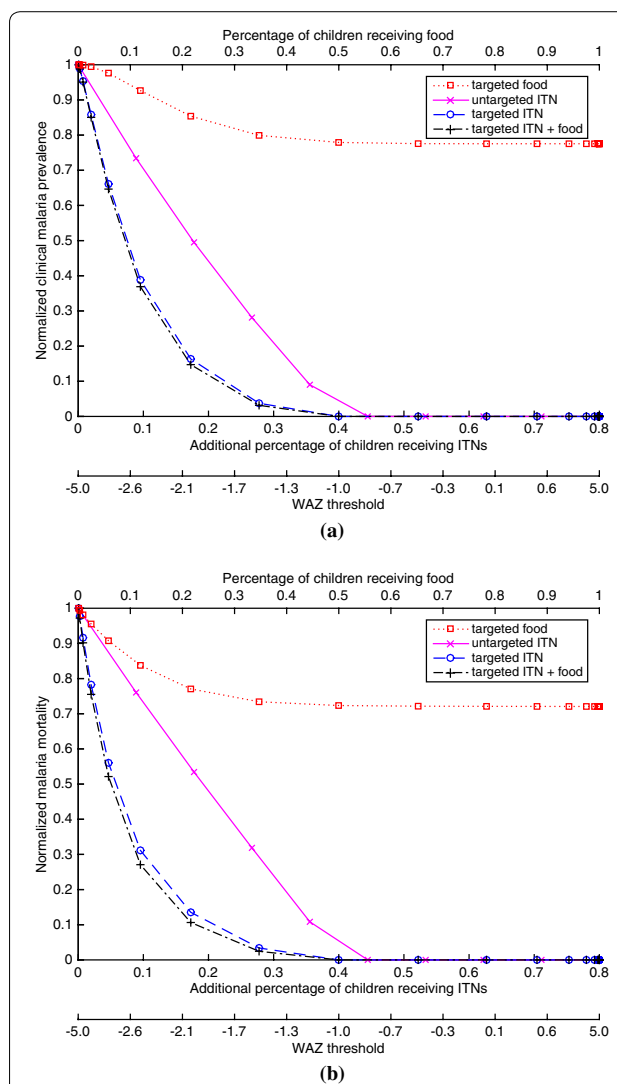 Percentage of children receiving food
0 0.1 0.2 0.3 0.4 0.5 0.6 0.7 0.8 0.9 1
1
0.9
0.8
0.7
0.6
0.5
0.4
0.3
0.2
0.1
0
Normalized clinical malaria prevalence
targeted food
untargeted ITN
targeted ITN
targeted ITN + food
0.1 0.2 0.3 0.4 0.5 0.6 0.7 0.8
Additional percentage of children receiving ITNs
-5.0 -2.6 -2.1 -1.7 -1.3 -1.0 -0.7 -0.3 0.1 0.6 5.0
WAZ threshold
(a)
Percentage of children receiving food
0 0.1 0.2 0.3 0.4 0.5 0.6 0.7 0.8 0.9 1
1
0.9
0.8
0.7
0.6
0.5
0.4
0.3
0.2
0.1
0
Normalized malaria mortality
targeted food
untargeted ITN
targeted ITN
targeted ITN + food
0.1 0.2 0.3 0.4 0.5 0.6 0.7 0.8
Additional percentage of children receiving ITNs
-5.0 -2.6 -2.1 -1.7 -1.3 -1.0 -0.7 -0.3 0.1 0.6 5.0
WAZ threshold
(b)